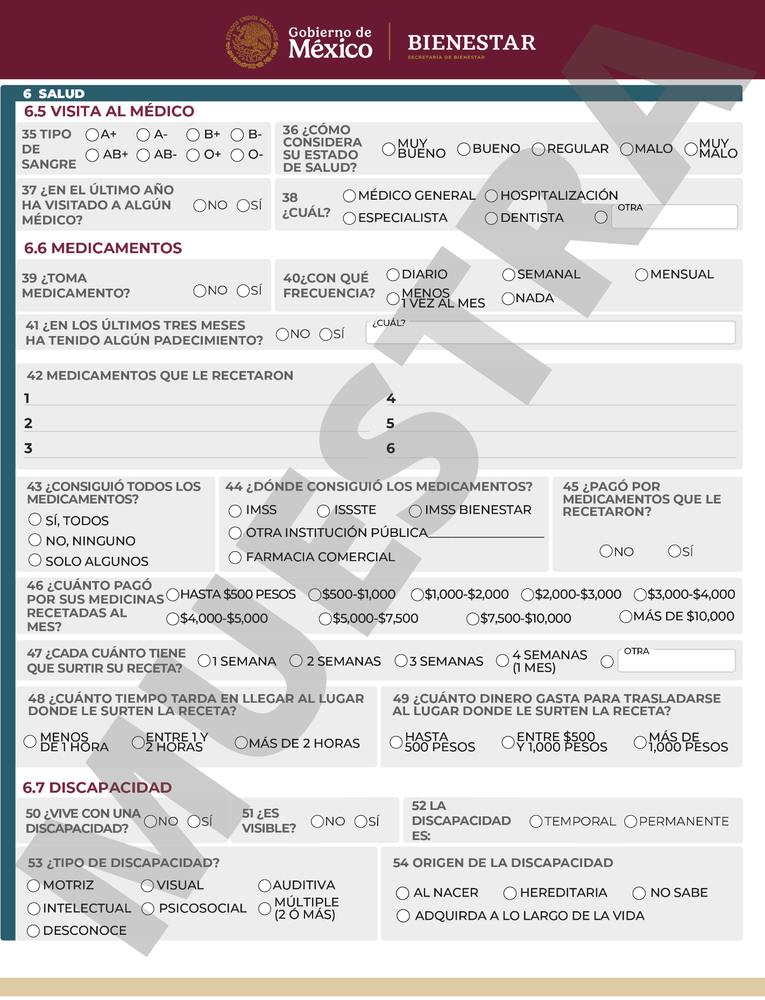 ESTADOS UNIDOS MEXICANOS
Gobierno de
México
BIENESTAR
SECRETARÍA DE BIENESTAR
6 SALUD
6.5 VISITA AL MÉDICO
35 TIPO
DE
SANGRE
A+ A- B+ B-
AB+ AB- O+ O-
36 ¿CÓMO
CONSIDERA
SU ESTADO
DE SALUD?
MUY
BUENO
BUENO
REGULAR
MALO
MUY
MALO
37 ¿EN EL ÚLTIMO AÑO
HA VISITADO A ALGÚN
MÉDICO?
NO SÍ
38
¿CUÁL?
MÉDICO GENERAL HOSPITALIZACIÓN
ESPECIALISTA DENTISTA
OTRA
6.6 MEDICAMENTOS
39 ¿TOMA
MEDICAMENTO?
NO SÍ
40¿CON QUÉ
FRECUENCIA?
DIARIO SEMANAL MENSUAL
MENOS
1 VEZ AL MES
NADA
41 ¿EN LOS ÚLTIMOS TRES MESES
HA TENIDO ALGÚN PADECIMIENTO?
NO SÍ
¿CUÁL?
42 MEDICAMENTOS QUE LE RECETARON
1 4
2 5
3 6
43 ¿CONSIGUIÓ TODOS LOS
MEDICAMENTOS?
SÍ, TODOS
NO, NINGUNO
SOLO ALGUNOS
44 ¿DÓNDE CONSIGUIÓ LOS MEDICAMENTOS?
IMSS ISSSTE IMSS BIENESTAR
OTRA INSTITUCIÓN PÚBLICA_________________
FARMACIA COMERCIAL
45 ¿PAGÓ POR
MEDICAMENTOS QUE LE
RECETARON?
NO SÍ
46 ¿CUÁNTO PAGÓ
POR SUS MEDICINAS
RECETADAS AL
MES?
HASTA $500 PESOS $500-$1,000 $1,000-$2,000 $2,000-$3,000 $3,000-$4,000
$4,000-$5,000 $5,000-$7,500 $7,500-$10,000 MÁS DE $10,000
47 ¿CADA CUÁNTO TIENE
QUE SURTIR SU RECETA?
1 SEMANA 2 SEMANAS 3 SEMANAS
4 SEMANAS
(1 MES)
OTRA
48 ¿CUÁNTO TIEMPO TARDA EN LLEGAR AL LUGAR
DONDE LE SURTEN LA RECETA?
MENOS
DE 1 HORA
ENTRE 1 Y
2 HORAS
MÁS DE 2 HORAS
49 ¿CUÁNTO DINERO GASTA PARA TRASLADARSE
AL LUGAR DONDE LE SURTEN LA RECETA?
HASTA
500 PESOS
ENTRE $500
Y 1,000 PESOS
MÁS DE
1,000 PESOS
6.7 DISCAPACIDAD
50 ¿VIVE CON UNA
DISCAPACIDAD?
NO SÍ
51 ¿ES
VISIBLE?
NO SÍ
52 LA
DISCAPACIDAD
ES:
TEMPORAL PERMANENTE
53 ¿TIPO DE DISCAPACIDAD?
MOTRIZ VISUAL AUDITIVA
INTELECTUAL PSICOSOCIAL
MÚLTIPLE
(2 Ó MÁS)
DESCONOCE
54 ORIGEN DE LA DISCAPACIDAD
AL NACER HEREDITARIA NO SABE
ADQUIRDA A LO LARGO DE LA VIDA
MUESTRA